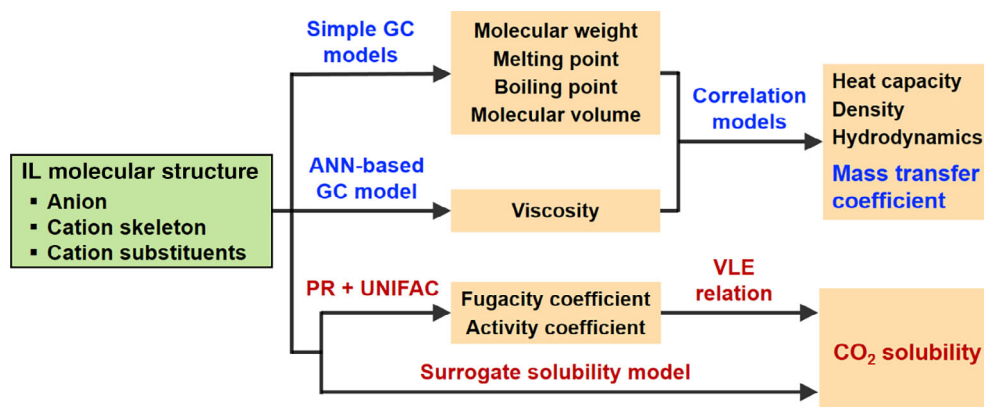 IL molecular structure
▪ Anion
▪ Cation skeleton
▪ Cation substituents
Simple GC
models
Molecular weight
Melting point
Boiling point
Molecular volume
ANN-based
GC model
Viscosity
Correlation
models
Heat capacity
Density
Hydrodynamics
Mass transfer
coefficient
PR + UNIFAC
Fugacity coefficient
Activity coefficient
VLE
relation
Surrogate solubility model
CO₂ solubility